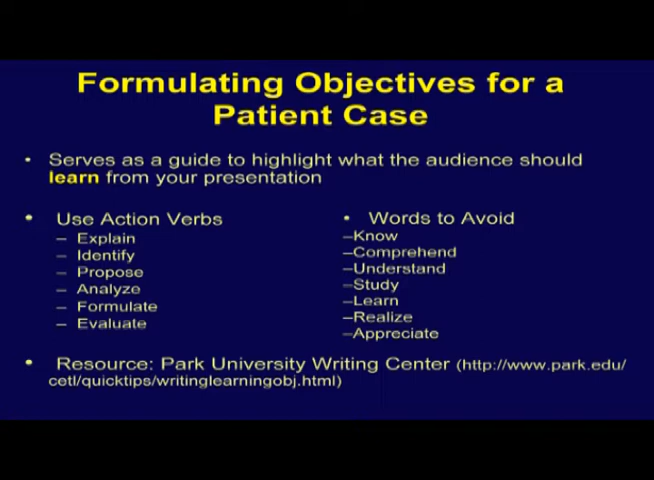 Formulating Objectives for a
Patient Case
• Serves as a guide to highlight what the audience should
learn from your presentation
• Use Action Verbs
– Explain
– Identify
– Propose
– Analyze
– Formulate
– Evaluate
• Words to Avoid
–Know
–Comprehend
–Understand
–Study
–Learn
–Realize
–Appreciate
• Resource: Park University Writing Center (http://www.park.edu/
cetl/quicktips/writinglearningobj.html)